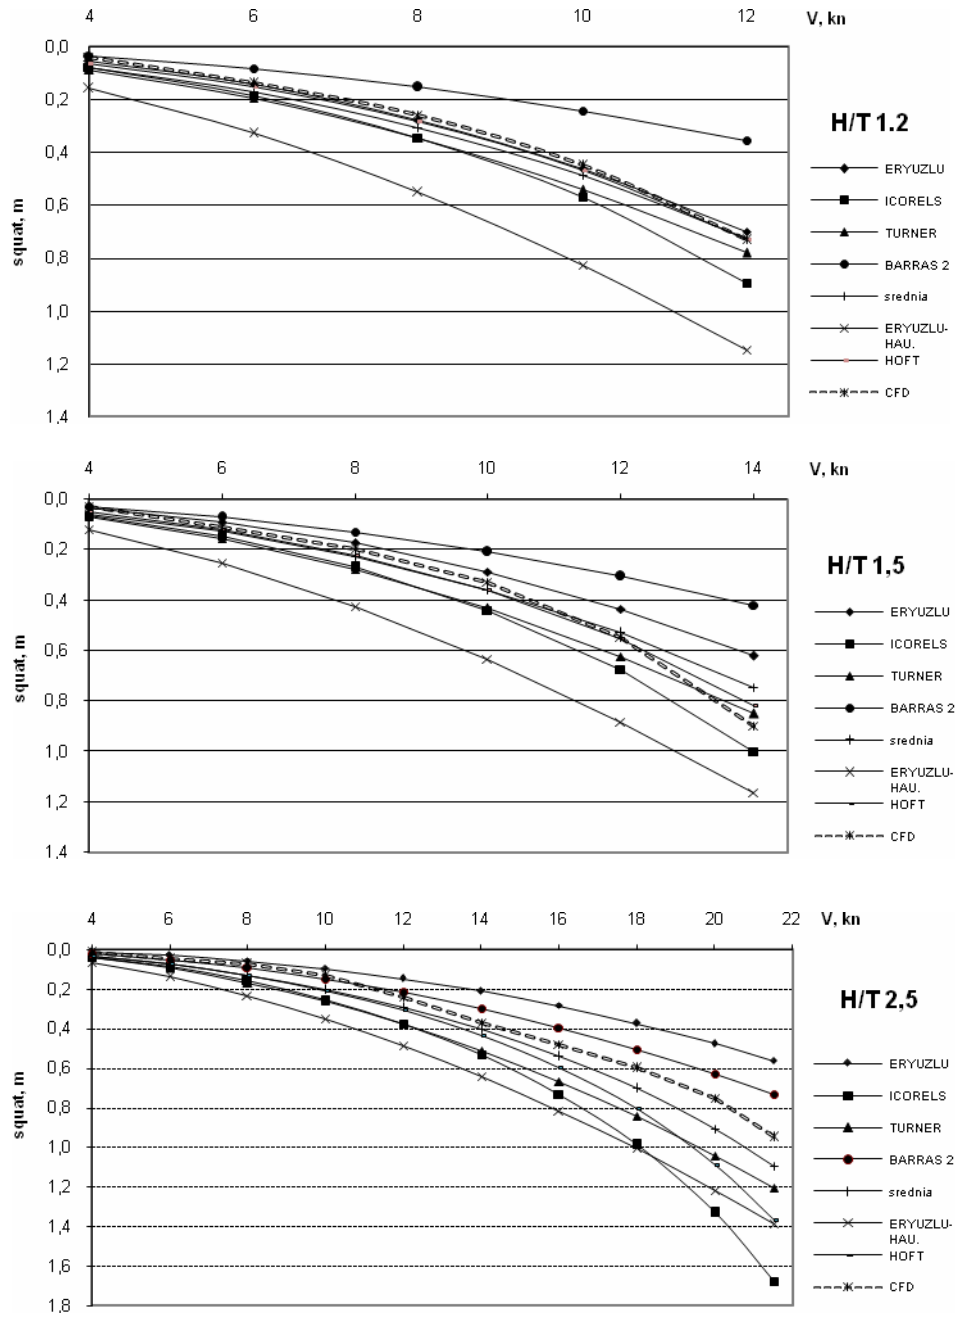 4 6 8 10 12 V, kn
0,0
0,2
0,4
0,6
0,8
1,0
1,2
1,4
squat, m
H/T 1.2
ERYUZLU
ICORELS
TURNER
BARRAS 2
srednia
ERYUZLU-
HAU.
HOFT
CFD
4 6 8 10 12 14 V, kn
0,0
0,2
0,4
0,6
0,8
1,0
1,2
1,4
squat, m
H/T 1,5
ERYUZLU
ICORELS
TURNER
BARRAS 2
srednia
ERYUZLU-
HAU.
HOFT
CFD
4 6 8 10 12 14 16 18 20 22 V, kn
0,0
0,2
0,4
0,6
0,8
1,0
1,2
1,4
1,6
1,8
squat, m
H/T 2,5
ERYUZLU
ICORELS
TURNER
BARRAS 2
srednia
ERYUZLU-
HAU.
HOFT
CFD